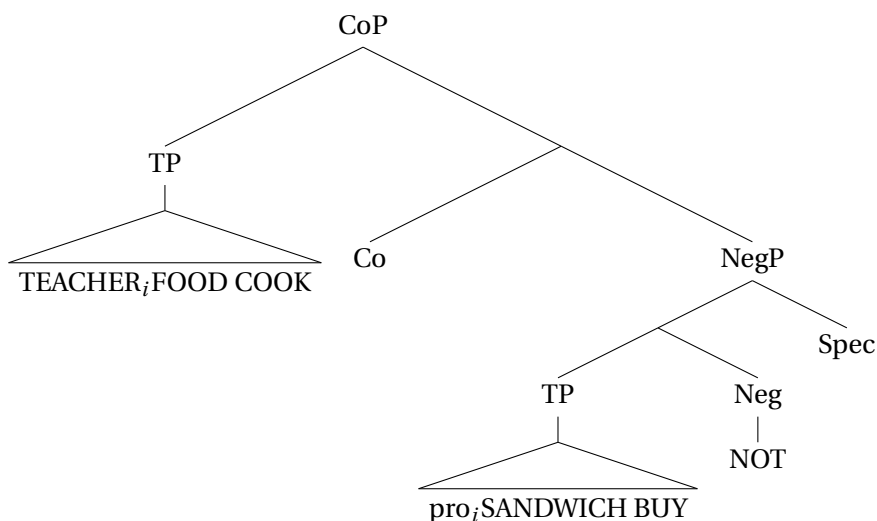 CoP
TP
TEACHERᵢFOOD COOK
Co
NegP
Spec
TP
Neg
NOT
proᵢSANDWICH BUY